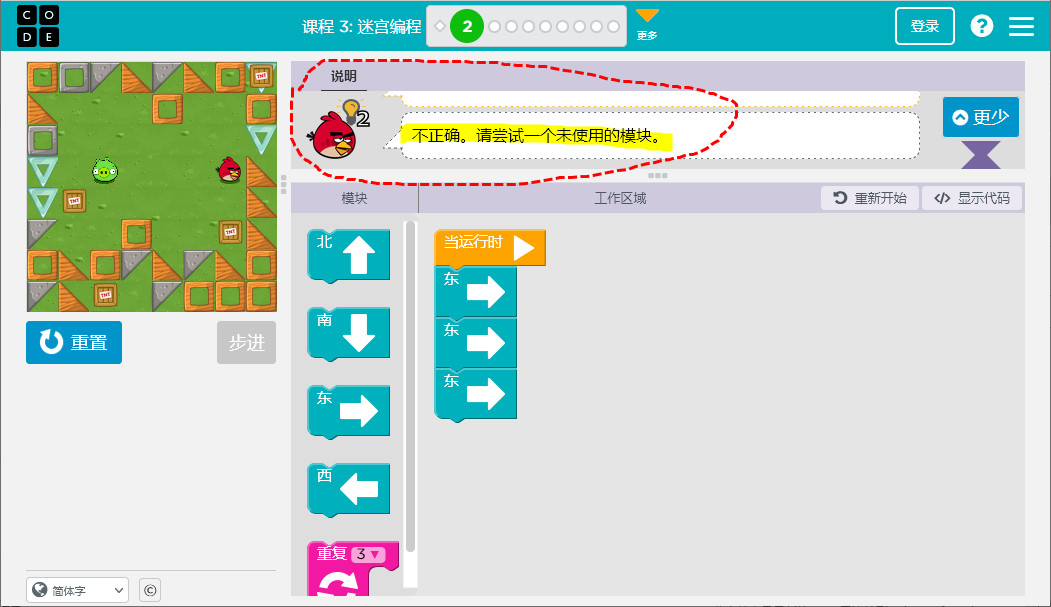 CO
DE
课程 3: 迷宫编程
2
更多
登录
?
说明
2
不正确。请尝试一个未使用的模块。
更少
模块
工作区域
重新开始
显示代码
TNT
TNT
TNT
TNT
北
南
东
西
重复 3
当运行时
东
东
东
重置
步进
简体字
©